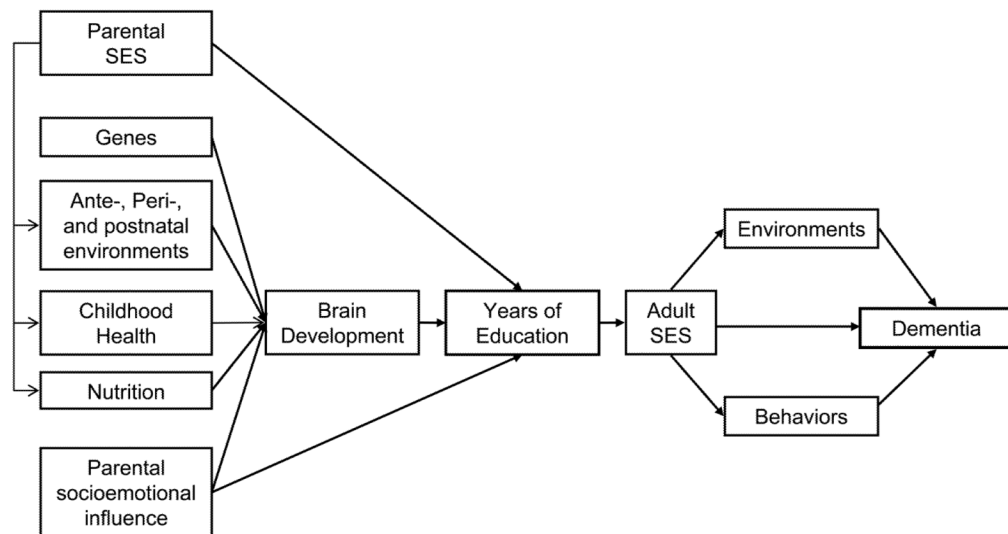 Parental
SES
Genes
Ante-, Peri-,
and postnatal
environments
Childhood
Health
Nutrition
Parental
socioemotional
influence
Brain
Development
Years of
Education
Adult
SES
Environments
Behaviors
Dementia